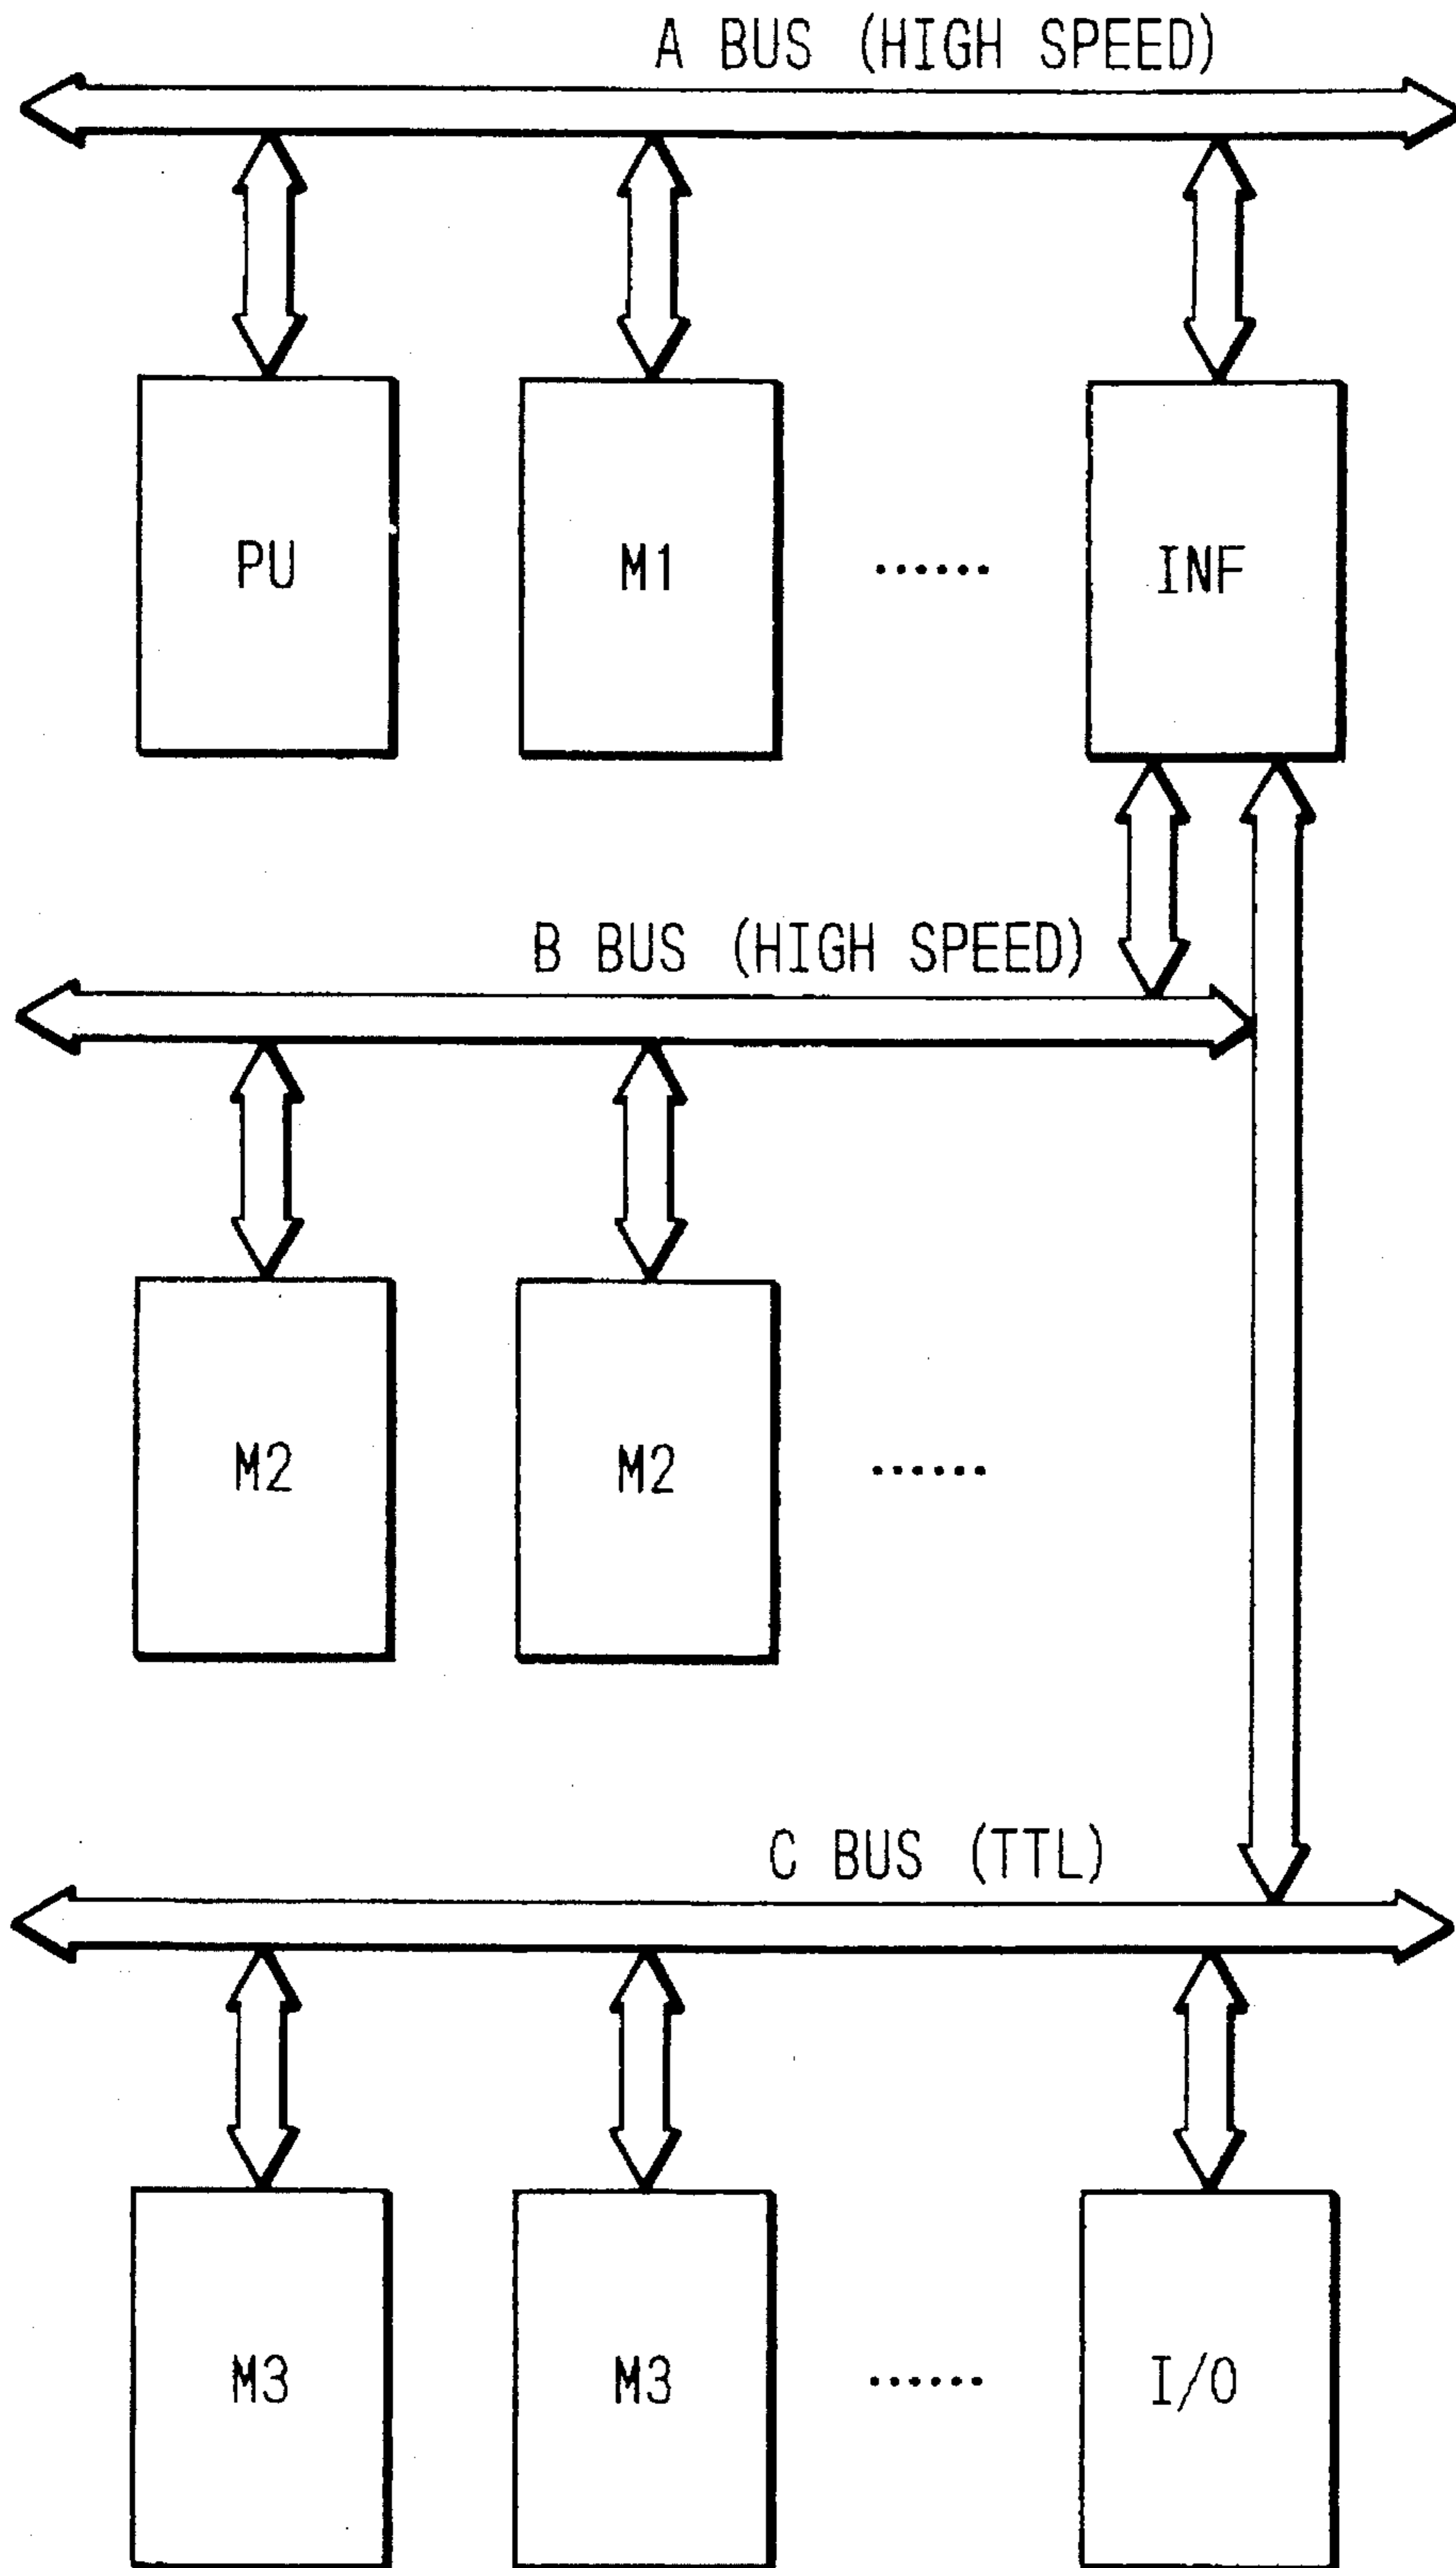 A BUS (HIGH SPEED)
PU
M1
......
INF
B BUS (HIGH SPEED)
M2
M2
......
C BUS (TTL)
M3
M3
......
I/O